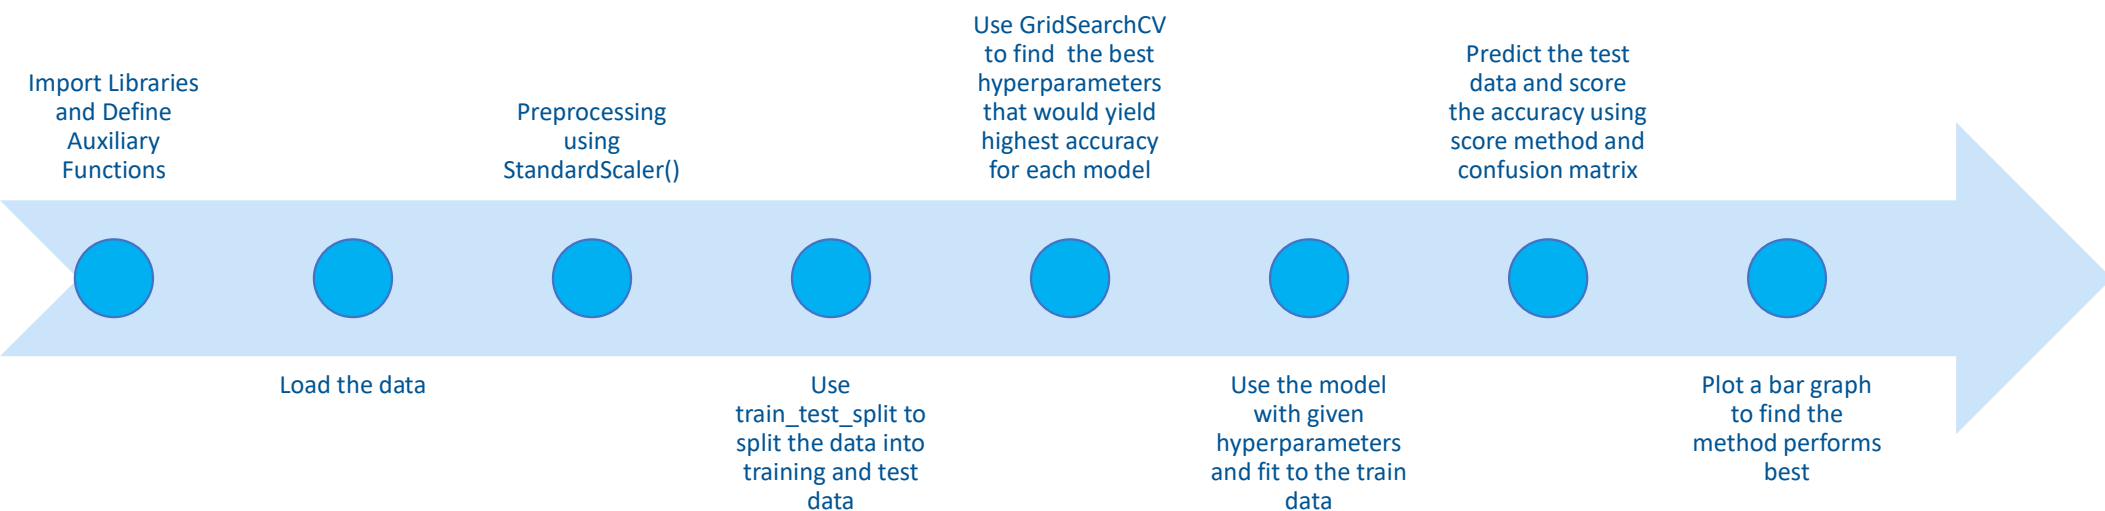 Import Libraries
and Define
Auxiliary
Functions
Load the data
Preprocessing
using
StandardScaler()
Use
train_test_split to
split the data into
training and test
data
Use GridSearchCV
to find  the best
hyperparameters
that would yield
highest accuracy
for each model
Use the model
with given
hyperparameters
and fit to the train
data
Predict the test
data and score
the accuracy using
score method and
confusion matrix
Plot a bar graph
to find the
method performs
best